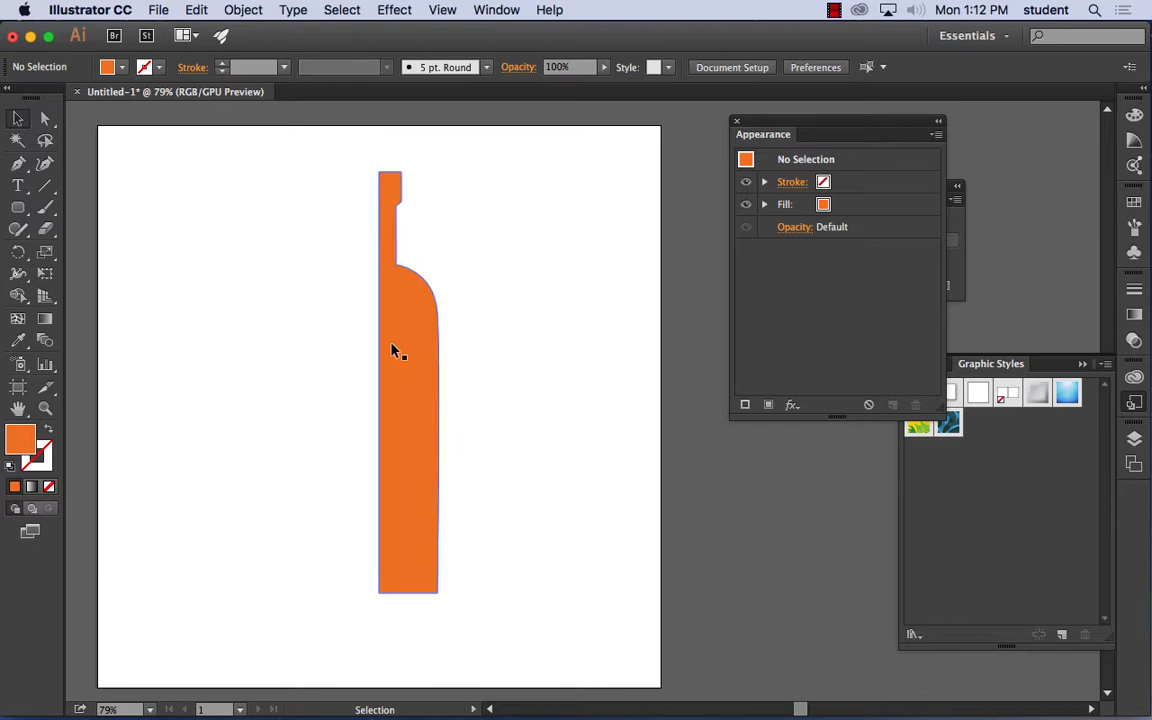 Illustrator CC File Edit Object Type Select Effect View Window Help Mon 1:12 PM student
Ai Br St Essentials
No Selection Stroke: 5 pt. Round Opacity: 100% Style: Document Setup Preferences
× Untitled-1* @ 79% (RGB/GPU Preview)
Appearance
No Selection
Stroke:
Fill:
Opacity: Default
fx
Graphic Styles
T
79% 1 Selection